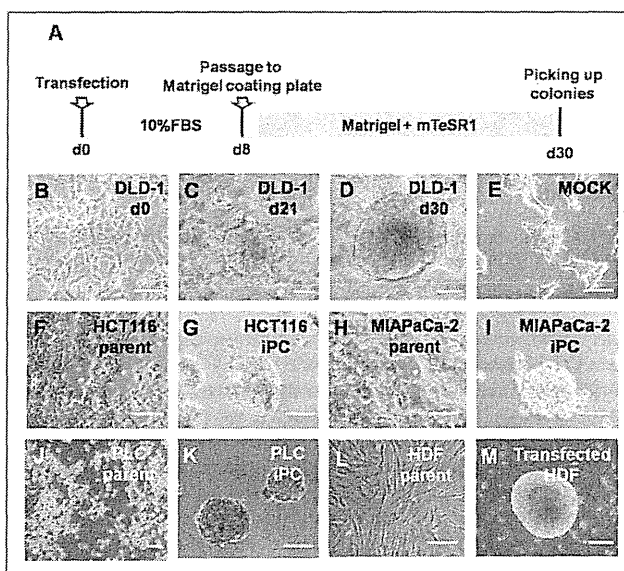 A
Transfection
Passage to
Matrigel coating plate
Picking up
colonies
10%FBS
Matrigel + mTeSR1
d0
d8
d30
B
DLD-1
d0
C
DLD-1
d21
D
DLD-1
d30
E
MOCK
F
HCT116
parent
G
HCT116
iPC
H
MIAPaCa-2
parent
I
MIAPaCa-2
iPC
J
PLC
parent
K
PLC
iPC
L
HDF
parent
M
Transfected
HDF